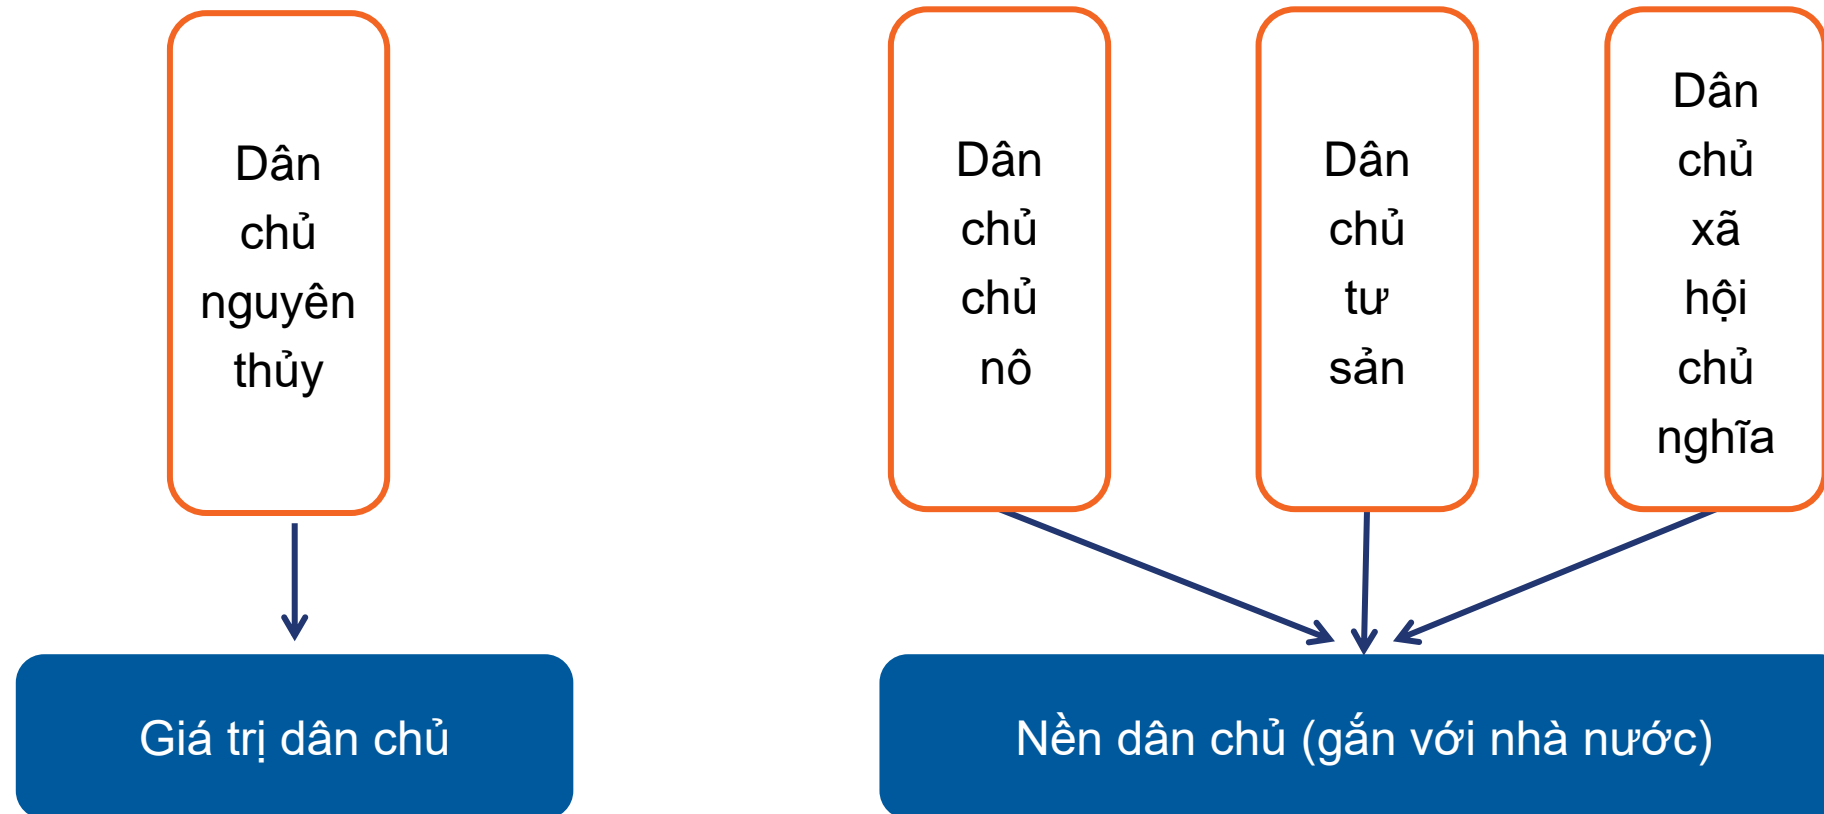 Dân
chủ
nguyên
thủy
Dân
chủ
chủ
nô
Dân
chủ
tư
sản
Dân
chủ
xã
hội
chủ
nghĩa
Giá trị dân chủ
Nền dân chủ (gắn với nhà nước)